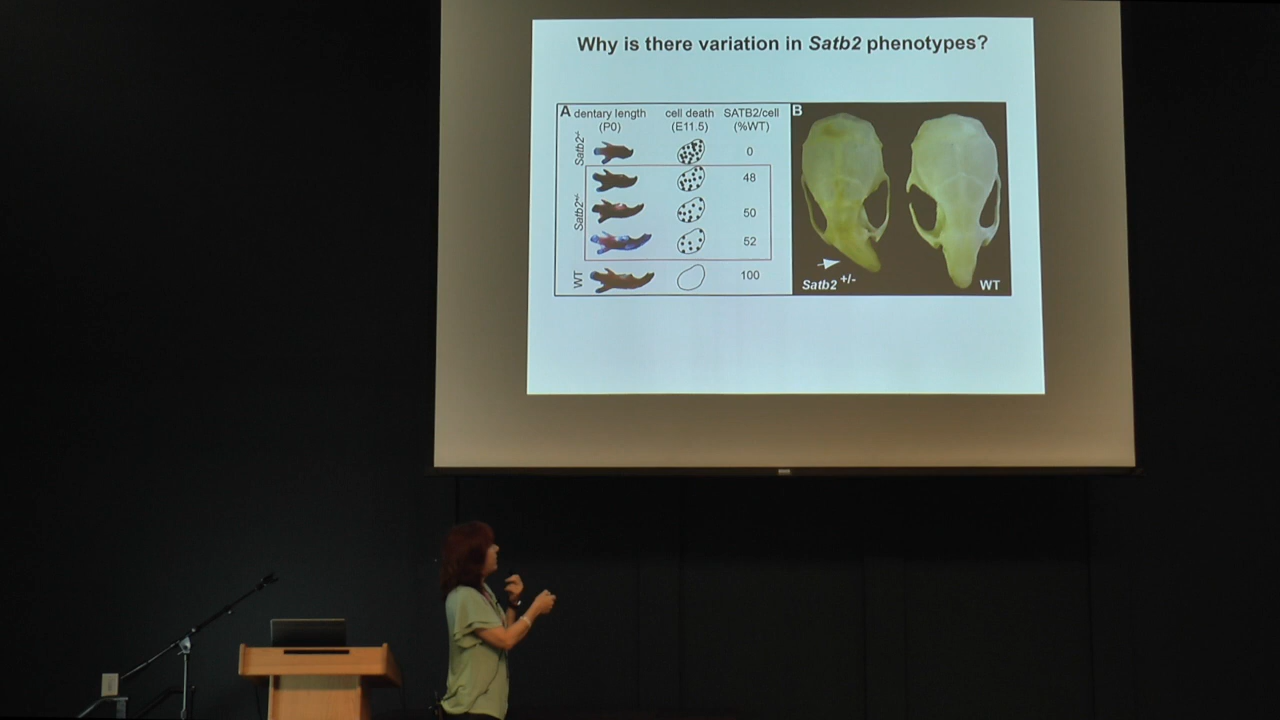 Why is there variation in Satb2 phenotypes?
A dentary length (P0) cell death (E11.5) SATB2/cell (%WT)
Satb2-/- 0
Satb2+/- 48
50
52
WT 100
B
Satb2 +/- WT